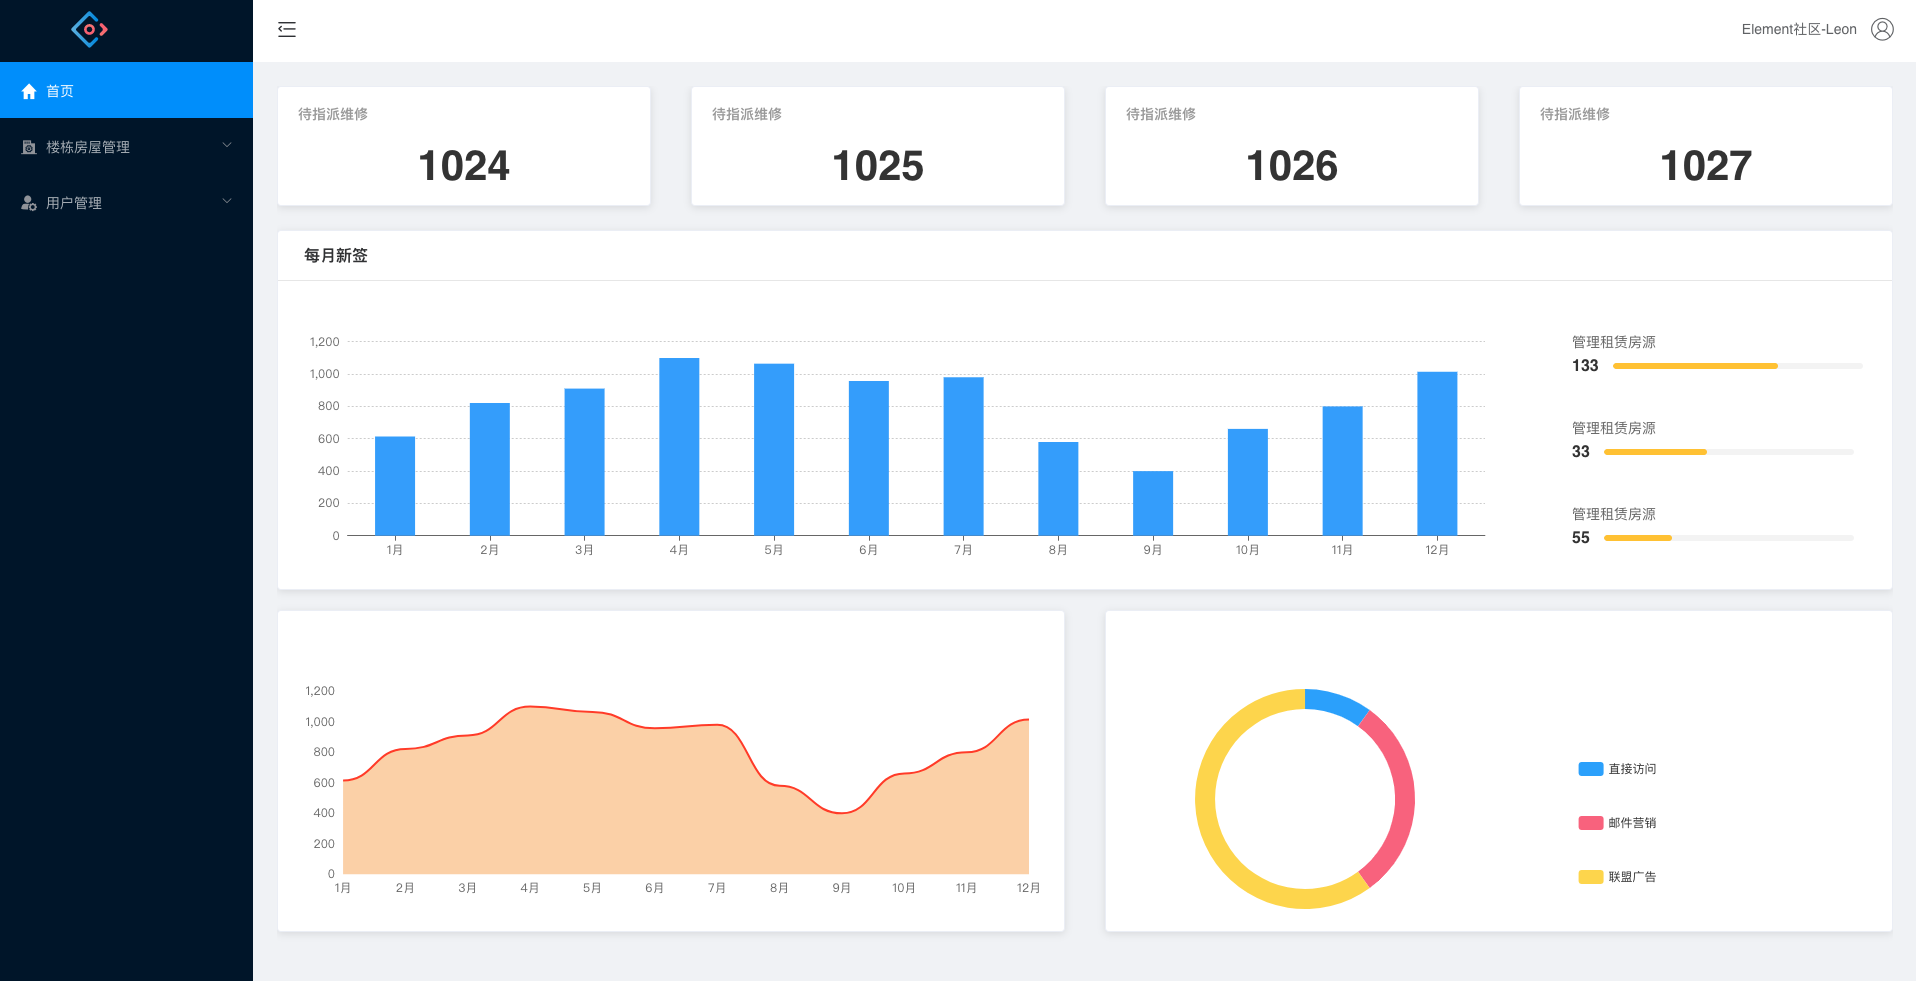 Element社区-Leon
首页
楼栋房屋管理
用户管理
待指派维修
1024
待指派维修
1025
待指派维修
1026
待指派维修
1027
每月新签
1,200
1,000
800
600
400
200
0
1月 2月 3月 4月 5月 6月 7月 8月 9月 10月 11月 12月
管理租赁房源
133
管理租赁房源
33
管理租赁房源
55
1,200
1,000
800
600
400
200
0
1月 2月 3月 4月 5月 6月 7月 8月 9月 10月 11月 12月
直接访问
邮件营销
联盟广告